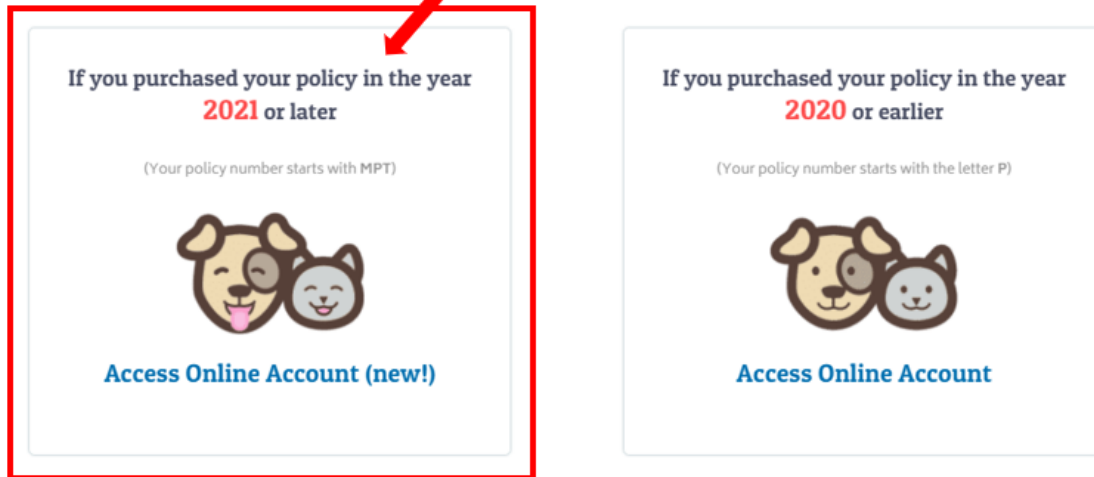 If you purchased your policy in the year
2021 or later
(Your policy number starts with MPT)
Access Online Account (new!)
If you purchased your policy in the year
2020 or earlier
(Your policy number starts with the letter P)
Access Online Account